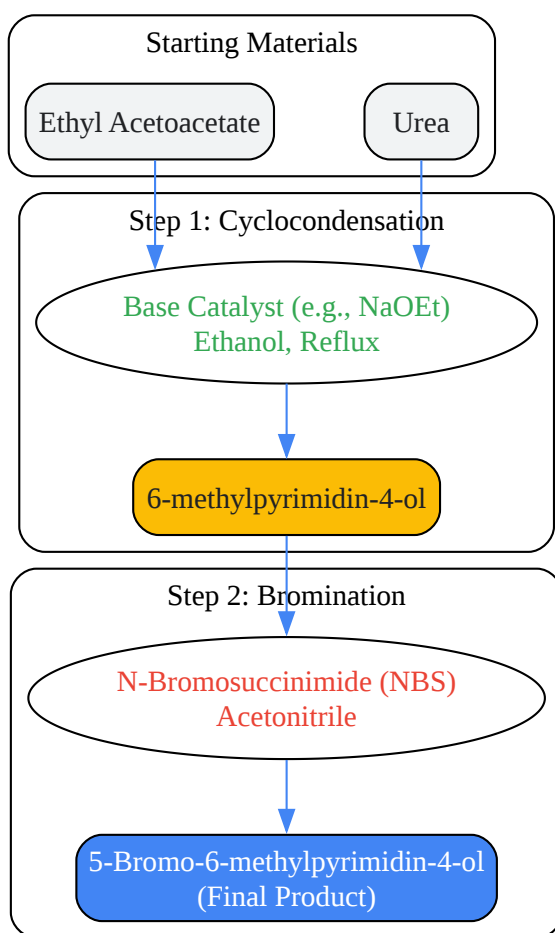 Starting Materials
Ethyl Acetoacetate
Urea
Step 1: Cyclocondensation
Base Catalyst (e.g., NaOEt)
Ethanol, Reflux
6-methylpyrimidin-4-ol
Step 2: Bromination
N-Bromosuccinimide (NBS)
Acetonitrile
5-Bromo-6-methylpyrimidin-4-ol
(Final Product)